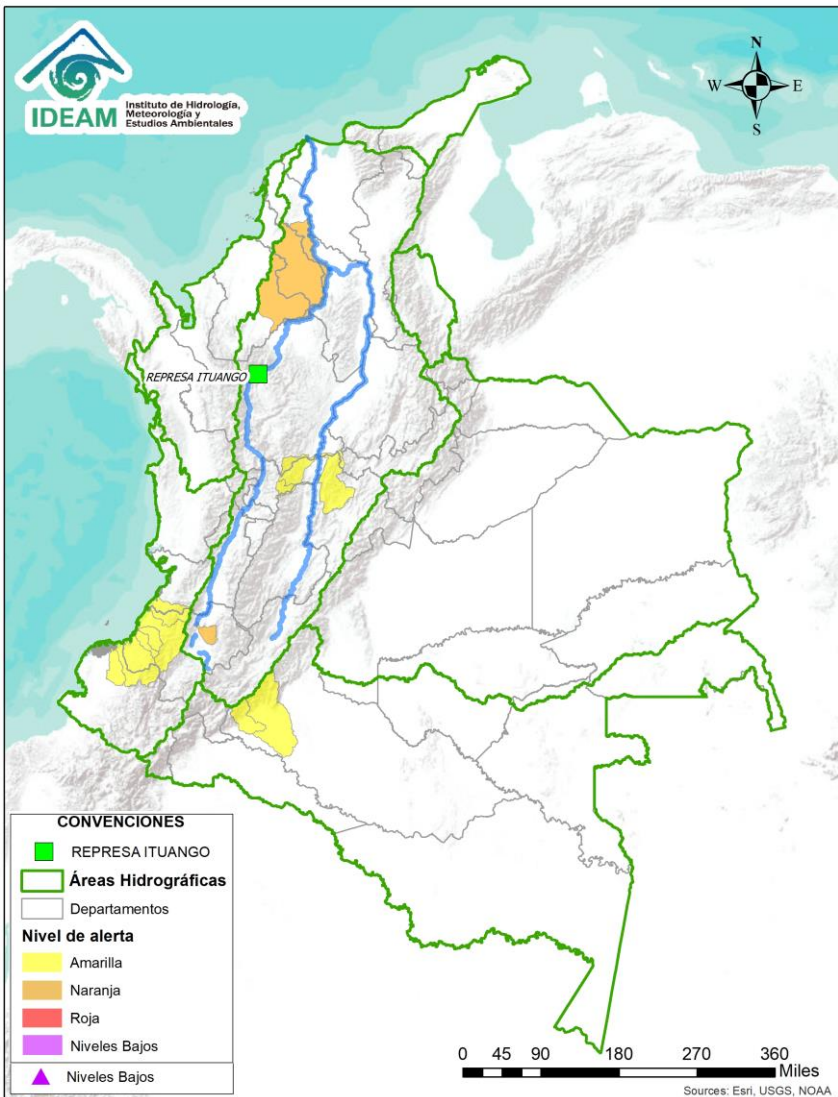 IDEAM
Instituto de Hidrología,
Meteorología y
Estudios Ambientales
N
W
E
S
REPRESA ITUANGO
CONVENCIONES
REPRESA ITUANGO
Áreas Hidrográficas
Departamentos
Nivel de alerta
Amarilla
Naranja
Roja
Niveles Bajos
Niveles Bajos
0 45 90 180 270 360
Miles
Sources: Esri, USGS, NOAA